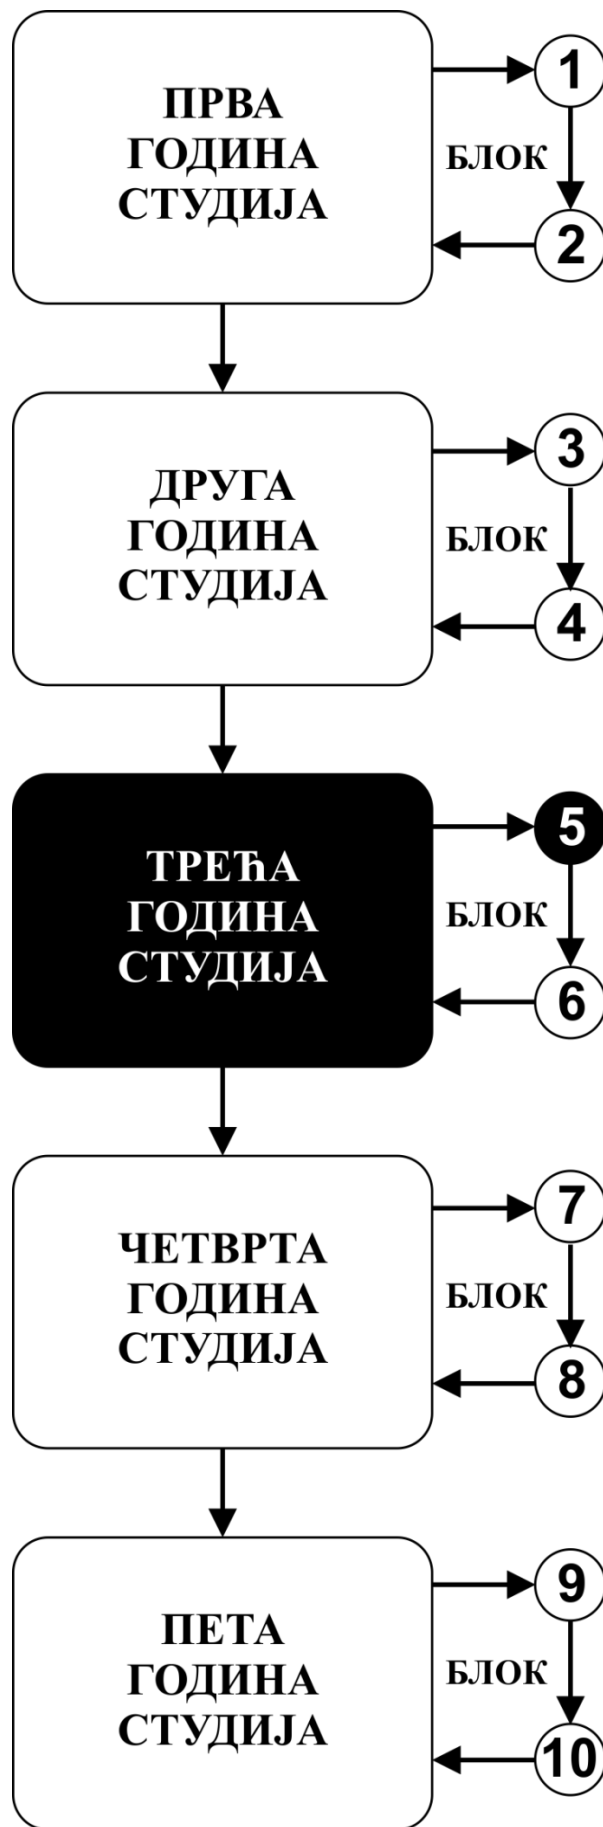 ПРВА
ГОДИНА
СТУДИЈА
1
БЛОК
2
ДРУГА
ГОДИНА
СТУДИЈА
3
БЛОК
4
ТРЕЋА
ГОДИНА
СТУДИЈА
5
БЛОК
6
ЧЕТВРТА
ГОДИНА
СТУДИЈА
7
БЛОК
8
ПЕТА
ГОДИНА
СТУДИЈА
9
БЛОК
10